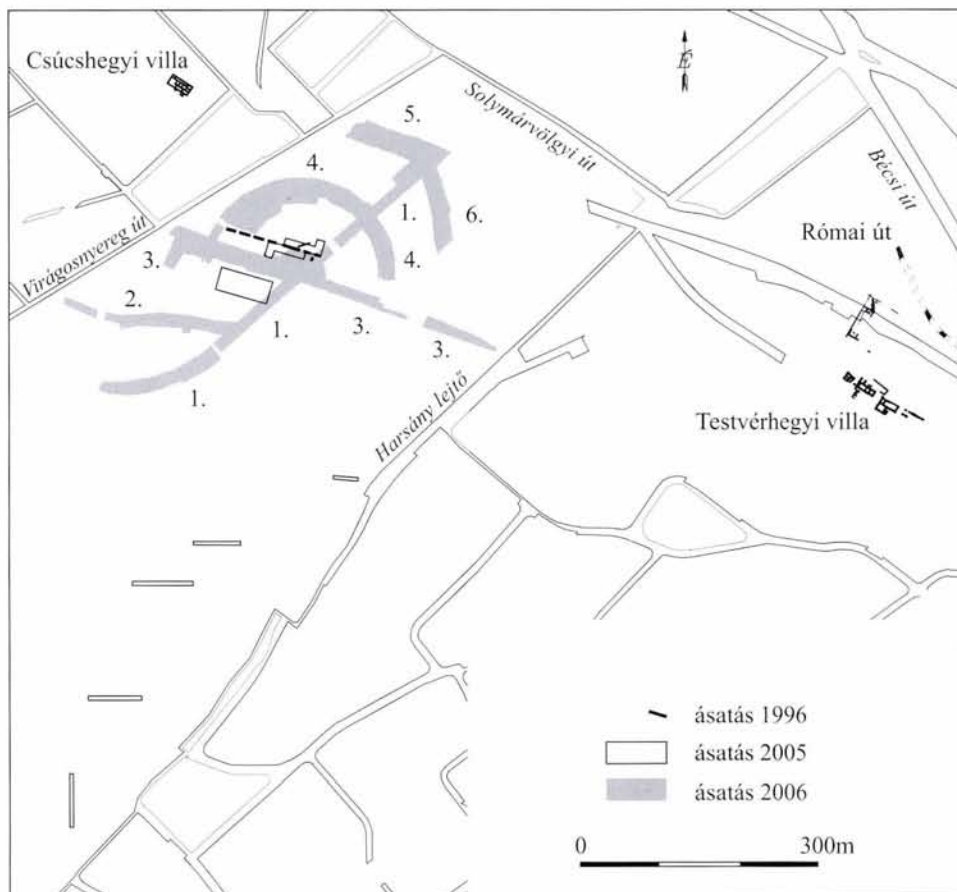 Csúcshegyi villa
É
Solymárvölgyi út
Bécsi út
Római út
Virágosnyereg út
5.
4.
1.
6.
3.
4.
2.
1.
3.
3.
1.
Harsány lejtő
Testvérhegyi villa
ásatás 1996
ásatás 2005
ásatás 2006
0 300m